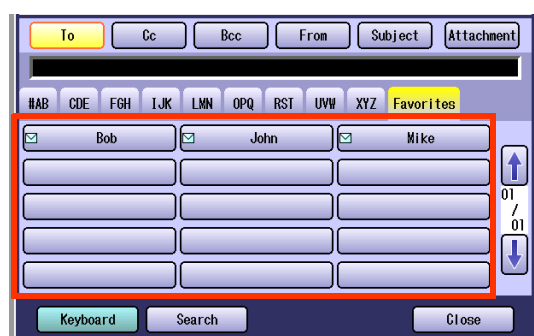 To Cc Bcc From Subject Attachment
#AB CDE FGH IJK LMN OPQ RST UVW XYZ Favorites
Bob John Mike
01
/
01
Keyboard Search Close